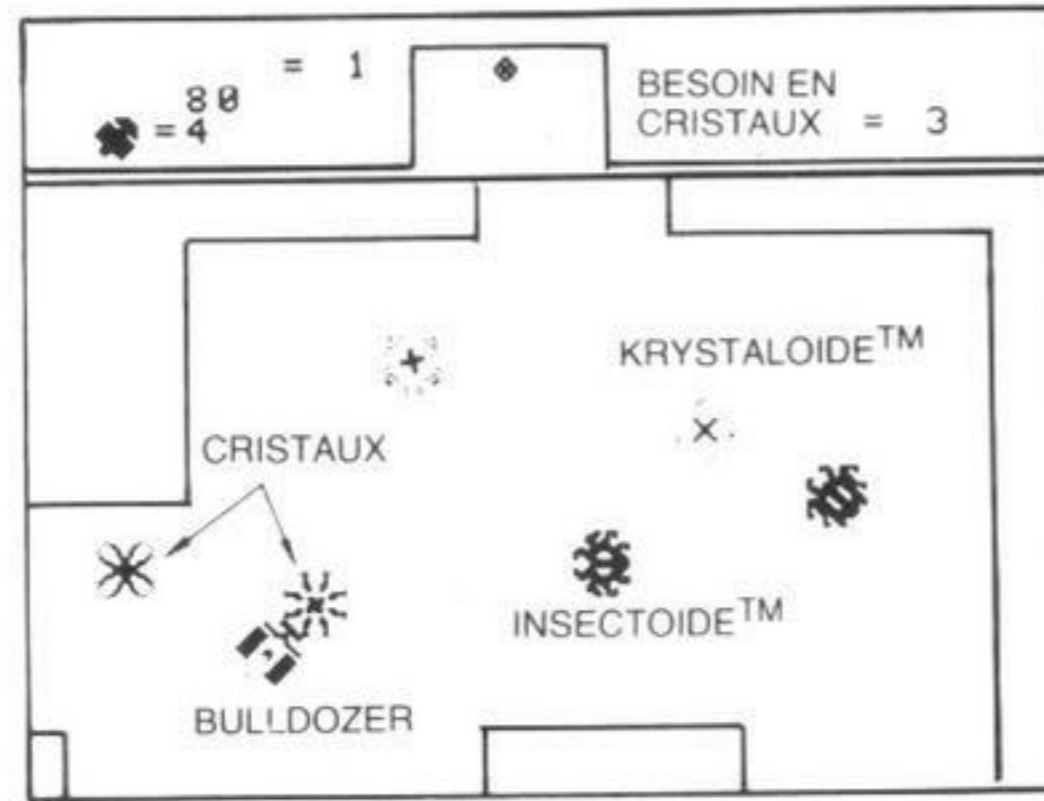 = 1
80
= 4
BESOIN EN
CRISTAUX = 3
KRYSTALOIDE™
CRISTAUX
INSECTOIDE™
BULLDOZER